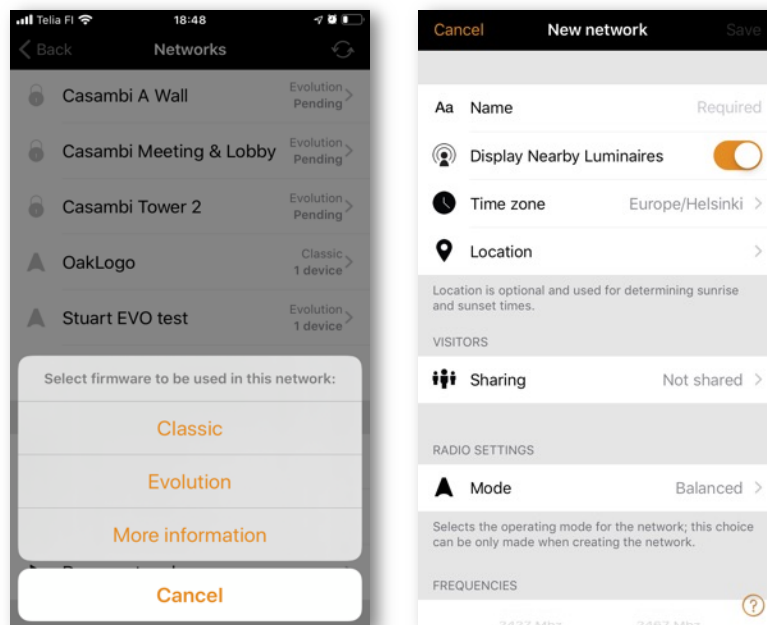 Telia FI
18:48
Back
Networks
Casambi A Wall
Evolution
Pending
Casambi Meeting & Lobby
Evolution
Pending
Casambi Tower 2
Evolution
Pending
OakLogo
Classic
1 device
Stuart EVO test
Evolution
1 device
Select firmware to be used in this network:
Classic
Evolution
More information
Cancel
Cancel
New network
Save
Aa
Name
Required
Display Nearby Luminaires
Time zone
Europe/Helsinki
Location
Location is optional and used for determining sunrise
and sunset times.
VISITORS
Sharing
Not shared
RADIO SETTINGS
Mode
Balanced
Selects the operating mode for the network; this choice
can be only made when creating the network.
FREQUENCIES
?